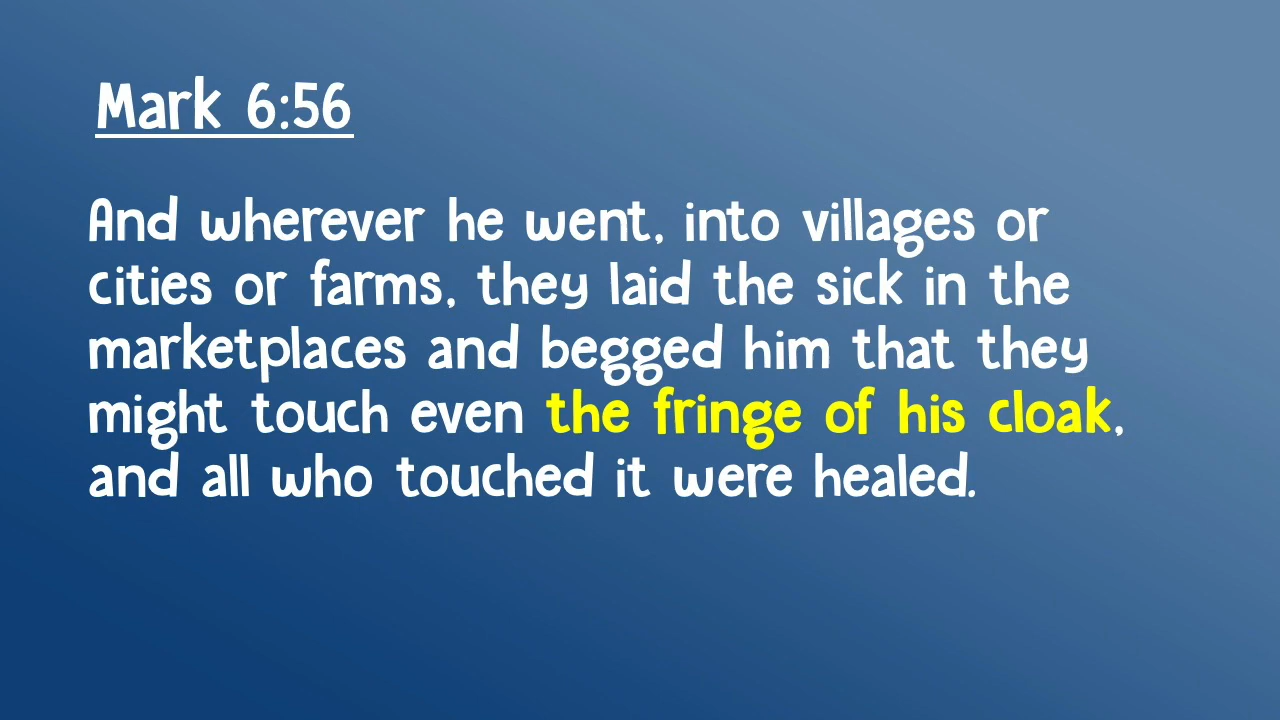 Mark 6:56
And wherever he went, into villages or
cities or farms, they laid the sick in the
marketplaces and begged him that they
might touch even the fringe of his cloak,
and all who touched it were healed.